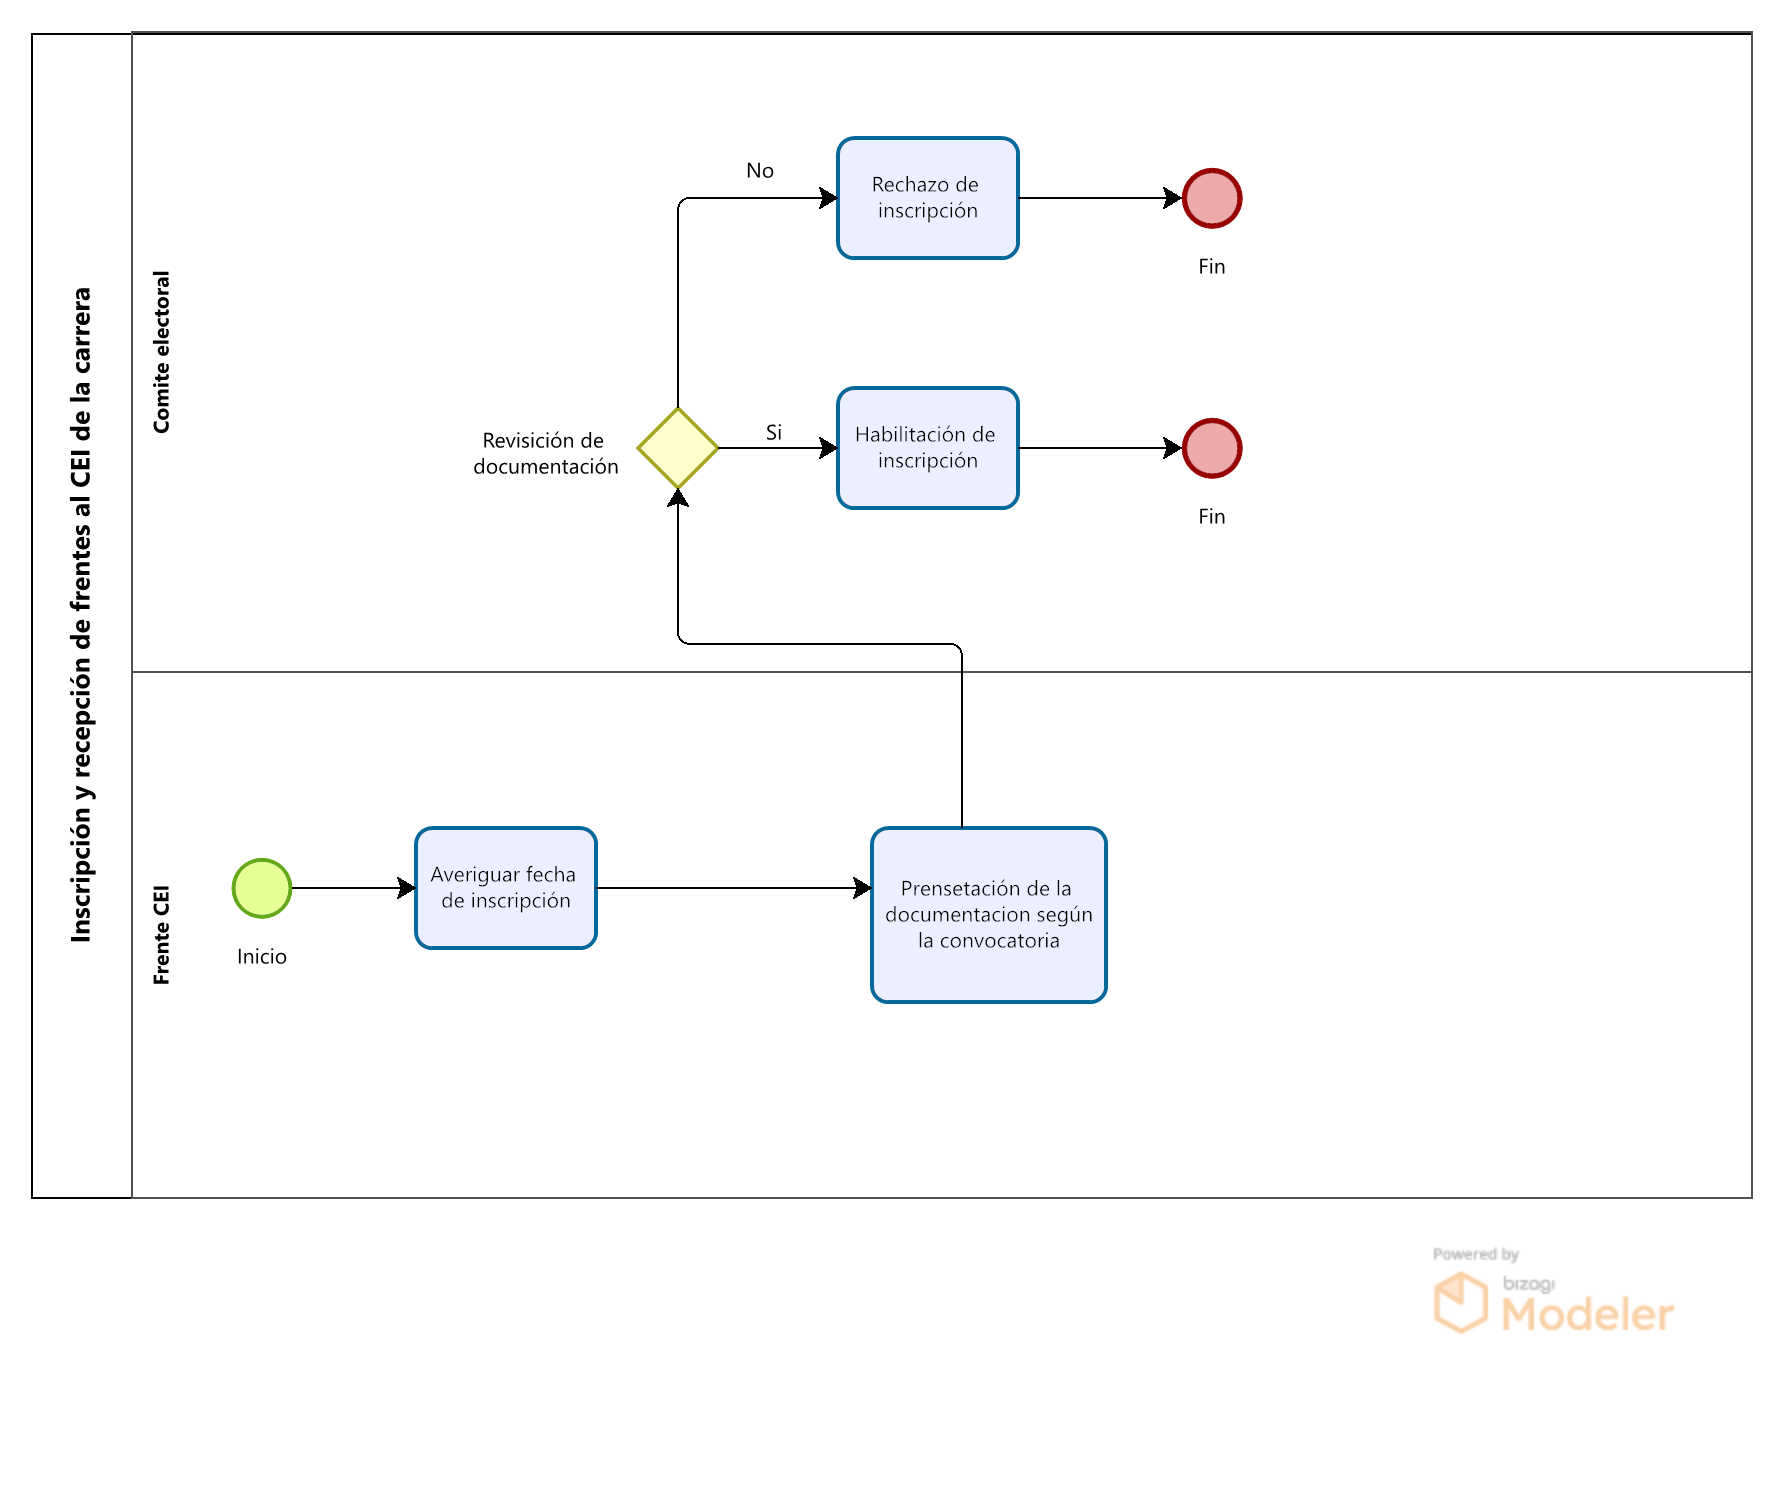 Inscripción y recepción de frentes al CEI de la carrera
Comite electoral
No
Rechazo de
inscripción
Fin
Revisición de
documentación
Si
Habilitación de
inscripción
Fin
Frente CEI
Inicio
Averiguar fecha
de inscripción
Prensetación de la
documentacion según
la convocatoria
Powered by
bizagi
Modeler